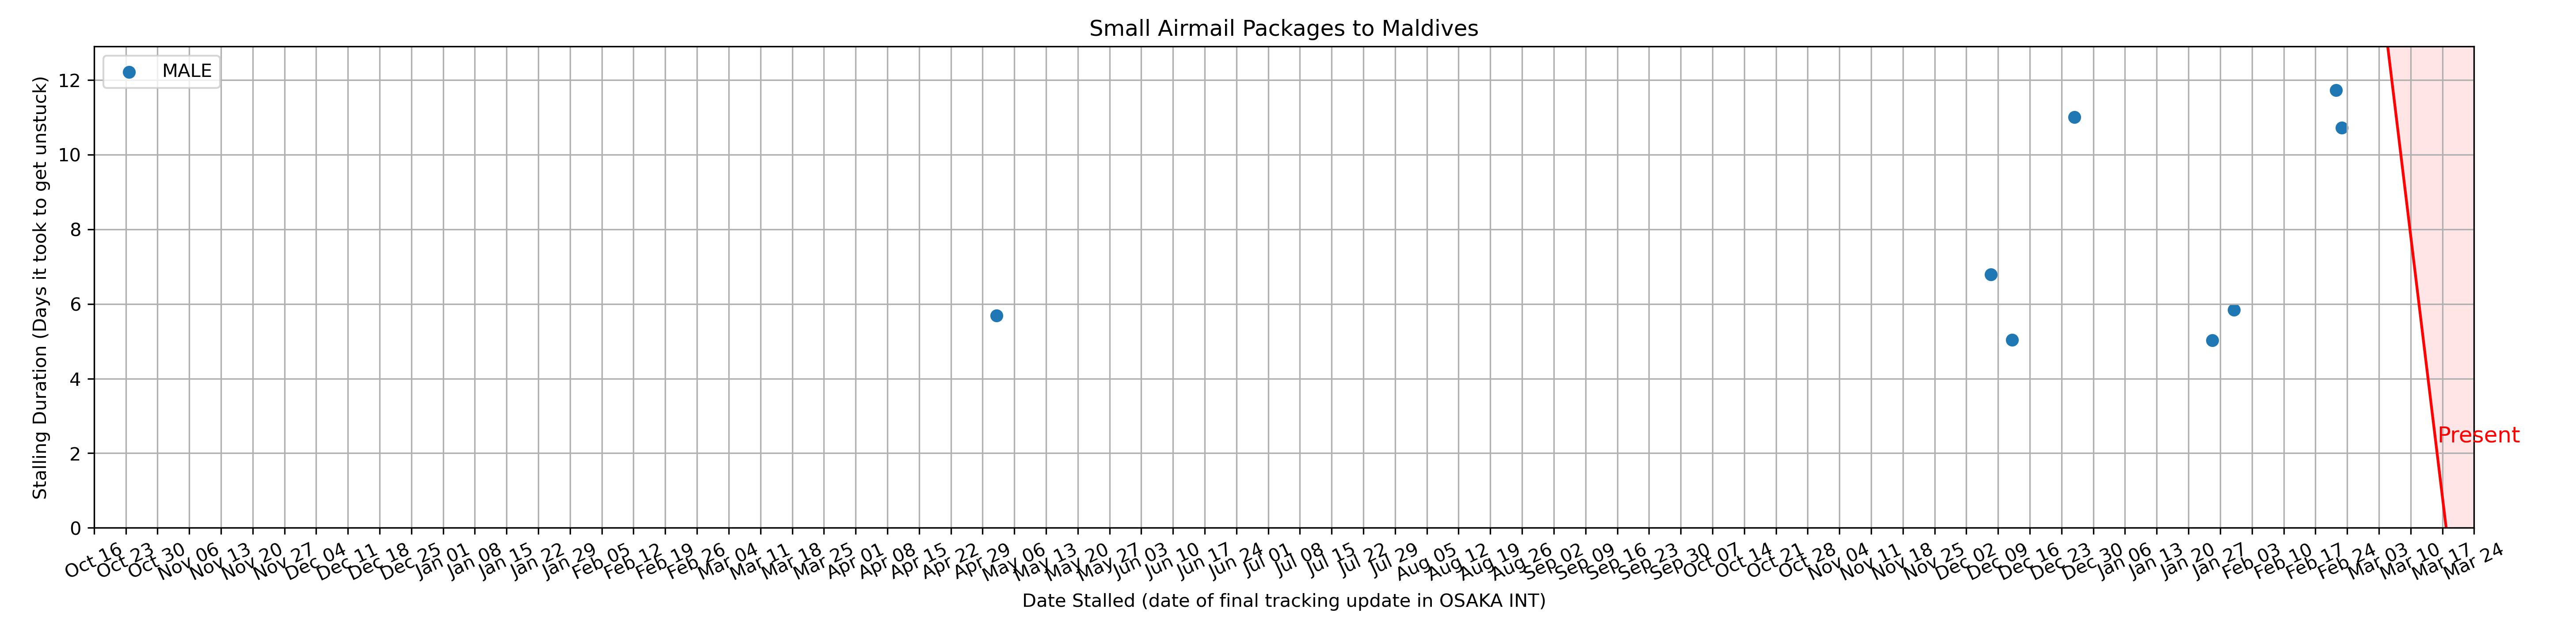 Small Airmail Packages to Maldives
MALE
12
10
8
6
4
2
0
Stalling Duration (Days it took to get unstuck)
Present
Oct 16
Oct 23
Oct 30
Nov 06
Nov 13
Nov 20
Nov 27
Dec 04
Dec 11
Dec 18
Dec 25
Jan 01
Jan 08
Jan 15
Jan 22
Jan 29
Feb 05
Feb 12
Feb 19
Feb 26
Mar 04
Mar 11
Mar 18
Mar 25
Apr 01
Apr 08
Apr 15
Apr 22
Apr 29
May 06
May 13
May 20
May 27
Jun 03
Jun 10
Jun 17
Jun 24
Jul 01
Jul 08
Jul 15
Jul 22
Jul 29
Aug 05
Aug 12
Aug 19
Aug 26
Sep 02
Sep 09
Sep 16
Sep 23
Sep 30
Oct 07
Oct 14
Oct 21
Oct 28
Nov 04
Nov 11
Nov 18
Nov 25
Dec 02
Dec 09
Dec 16
Dec 23
Dec 30
Jan 06
Jan 13
Jan 20
Jan 27
Feb 03
Feb 10
Feb 17
Feb 24
Mar 03
Mar 10
Mar 17
Mar 24
Date Stalled (date of final tracking update in OSAKA INT)